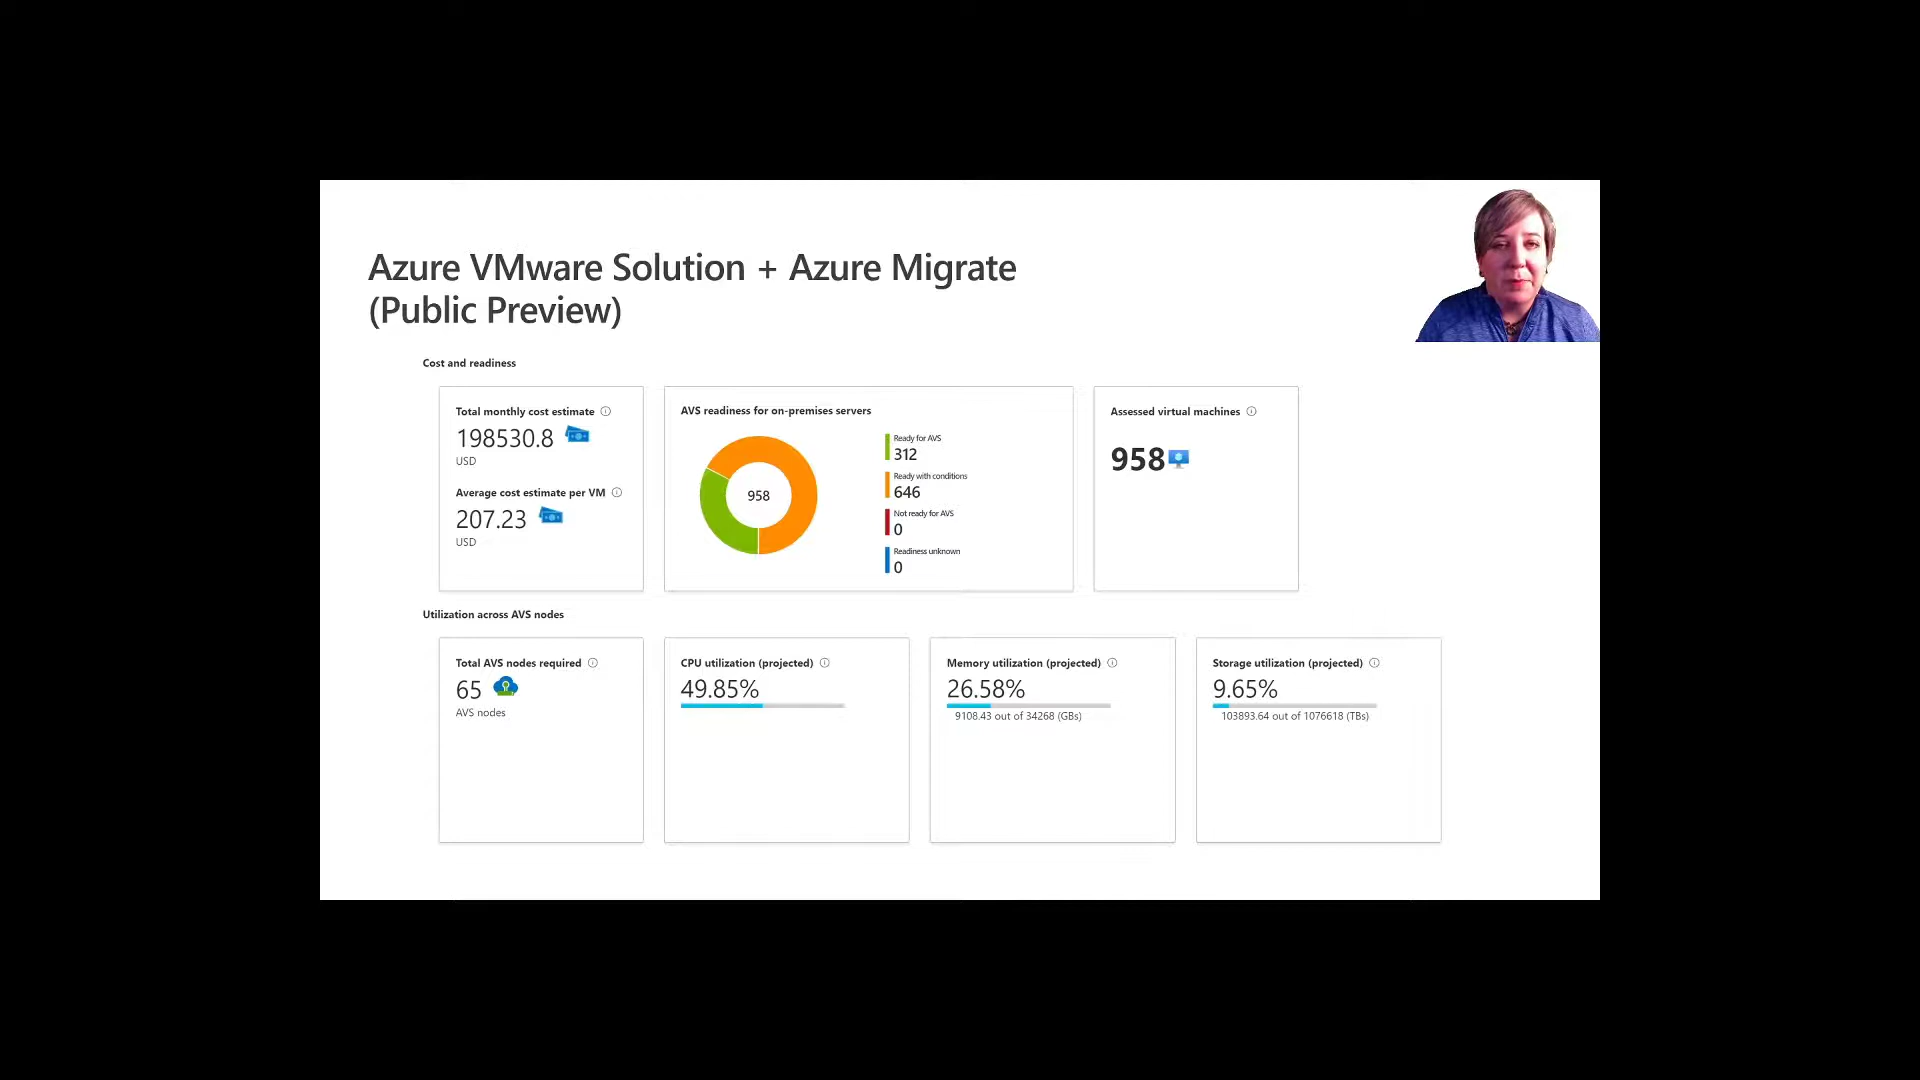 Azure VMware Solution + Azure Migrate
(Public Preview)
Cost and readiness
Total monthly cost estimate
198530.8
USD
Average cost estimate per VM
207.23
USD
AVS readiness for on-premises servers
958
Ready for AVS
312
Ready with conditions
646
Not ready for AVS
0
Readiness unknown
0
Assessed virtual machines
958
Utilization across AVS nodes
Total AVS nodes required
65
AVS nodes
CPU utilization (projected)
49.85%
Memory utilization (projected)
26.58%
9108.43 out of 34268 (GBs)
Storage utilization (projected)
9.65%
103893.64 out of 1076618 (TBs)